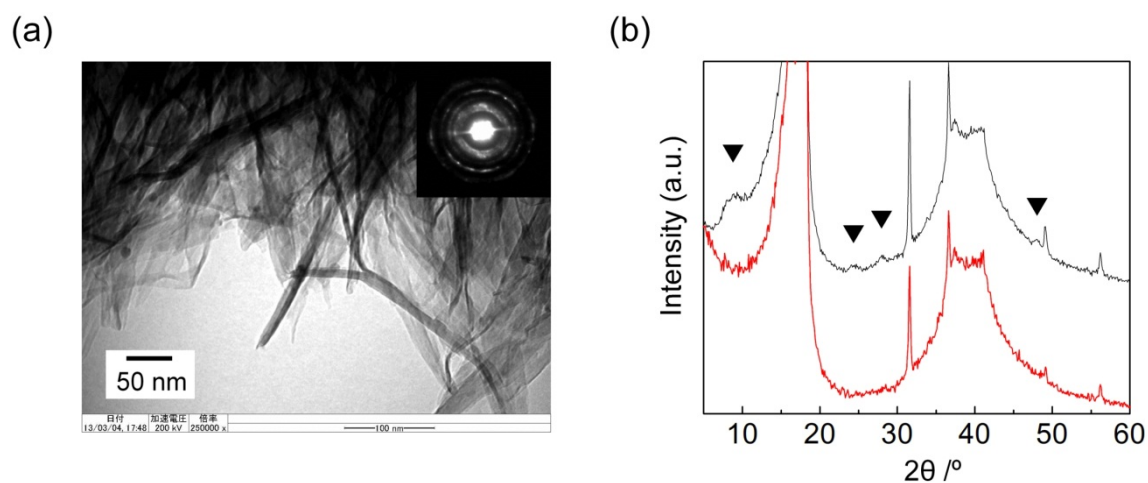 (a)
50 nm
日付 加速電圧 倍率
13/03/04, 17:48 200 kV 250000 x 100 nm
(b)
Intensity (a.u.)
10 20 30 40 50 60
2θ /º